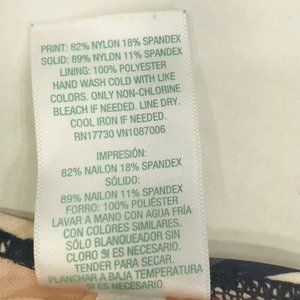 PRINT: 82% NYLON 18% SPANDEX
SOLID: 89% NYLON 11% SPANDEX
LINING: 100% POLYESTER
HAND WASH COLD WITH LIKE
COLORS. ONLY NON-CHLORINE
BLEACH IF NEEDED. LINE DRY.
COOL IRON IF NEEDED.
RN17730 VN1087006
IMPRESIÓN:
82% NAILON 18% SPANDEX
SÓLIDO:
89% NAILON 11% SPANDEX
FORRO: 100% POLIÉSTER
LAVAR A MANO CON AGUA FRÍA
CON COLORES SIMILARES.
SÓLO BLANQUEADOR SIN
CLORO SI ES NECESARIO.
TENDER PARA SECAR.
PLANCHAR A BAJA TEMPERATURA
SI ES NECESARIO.